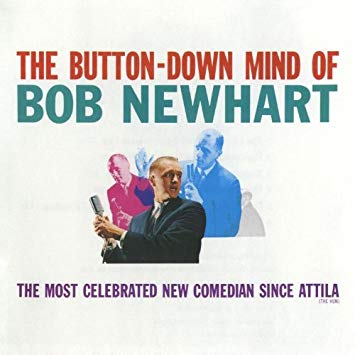 THE BUTTON-DOWN MIND OF
BOB NEWHART
THE MOST CELEBRATED NEW COMEDIAN SINCE ATTILA
(THE HUN)